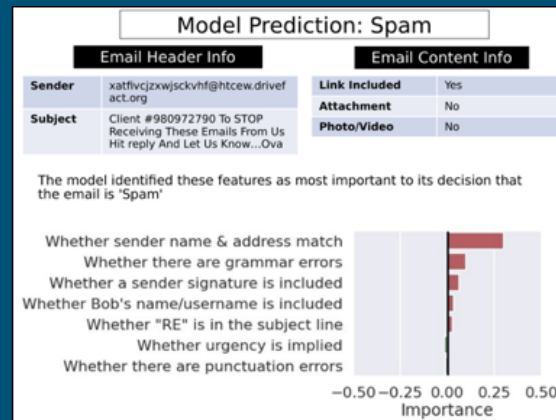 Model Prediction: Spam
Email Header Info
Sender
xatfivcjzxwjsckvhf@htcew.drivef
act.org
Subject
Client #980972790 To STOP
Receiving These Emails From Us
Hit reply And Let Us Know...Ova
Email Content Info
Link Included Yes
Attachment No
Photo/Video No
The model identified these features as most important to its decision that
the email is 'Spam'
Whether sender name & address match
Whether there are grammar errors
Whether a sender signature is included
Whether Bob's name/username is included
Whether "RE" is in the subject line
Whether urgency is implied
Whether there are punctuation errors
−0.50 −0.25 0.00 0.25 0.50
Importance